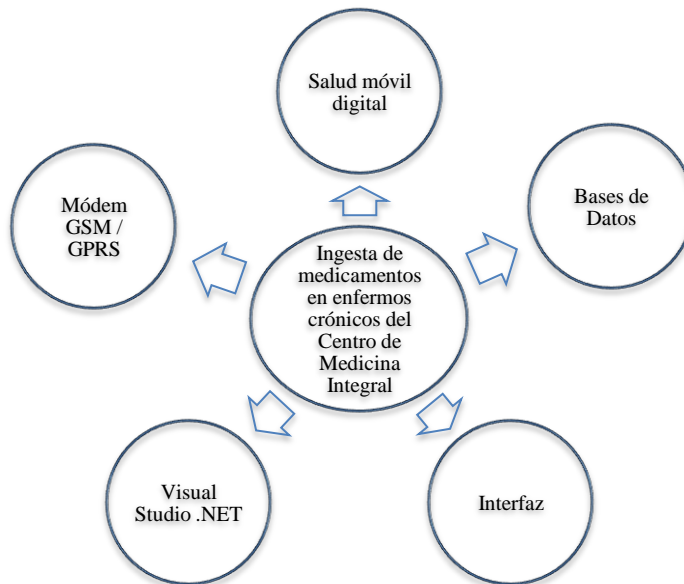 Salud móvil
digital
Bases de
Datos
Módem
GSM /
GPRS
Ingesta de
medicamentos
en enfermos
crónicos del
Centro de
Medicina
Integral
Visual
Studio .NET
Interfaz